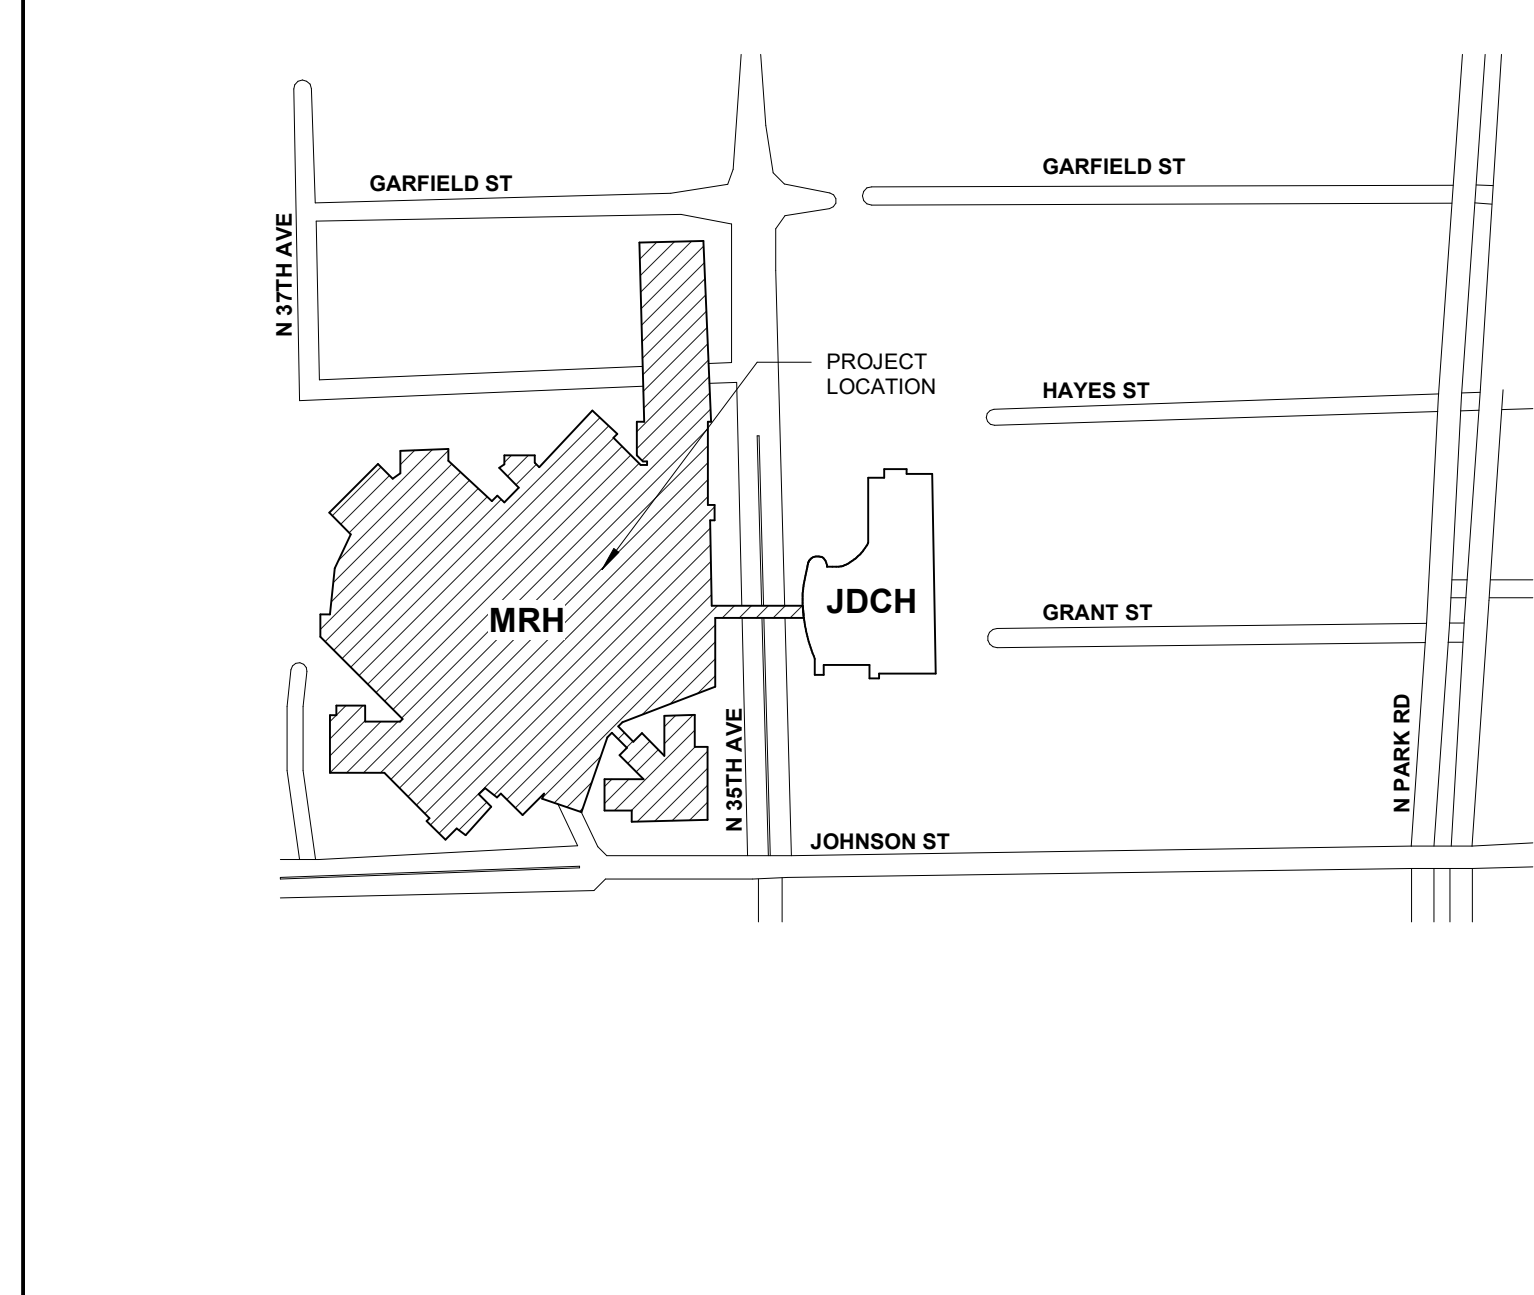 GARFIELD ST
GARFIELD ST
N 37TH AVE
PROJECT
LOCATION
HAYES ST
MRH
JDCH
GRANT ST
N 35TH AVE
N PARK RD
JOHNSON ST